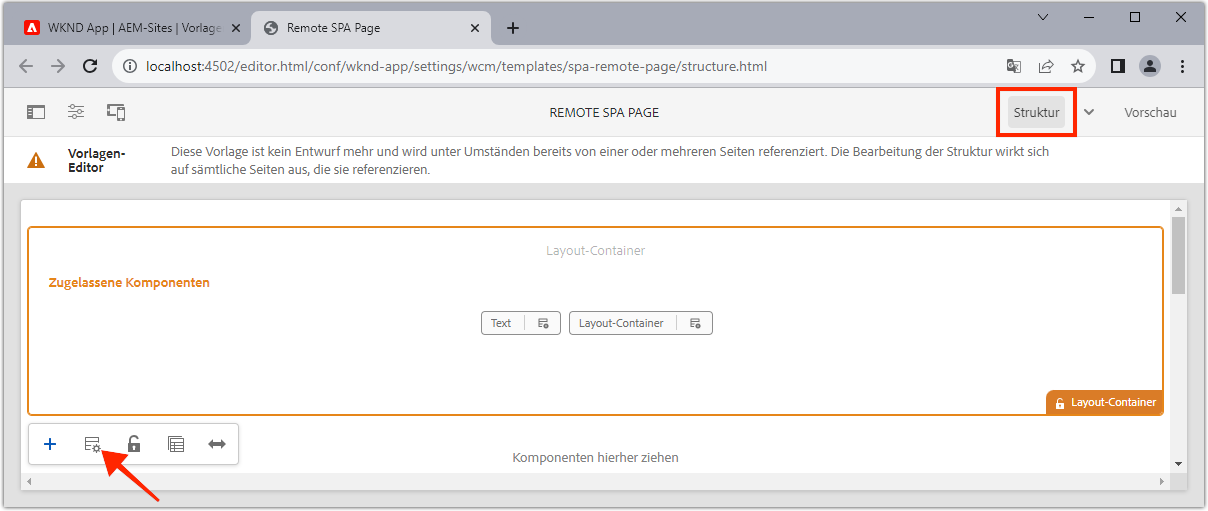 WKND App | AEM-Sites | Vorlage
Remote SPA Page
localhost:4502/editor.html/conf/wknd-app/settings/wcm/templates/spa-remote-page/structure.html
REMOTE SPA PAGE
Struktur
Vorschau
Vorlagen-
Editor
Diese Vorlage ist kein Entwurf mehr und wird unter Umständen bereits von einer oder mehreren Seiten referenziert. Die Bearbeitung der Struktur wirkt sich
auf sämtliche Seiten aus, die sie referenzieren.
Layout-Container
Zugelassene Komponenten
Text
Layout-Container
Layout-Container
Komponenten hierher ziehen